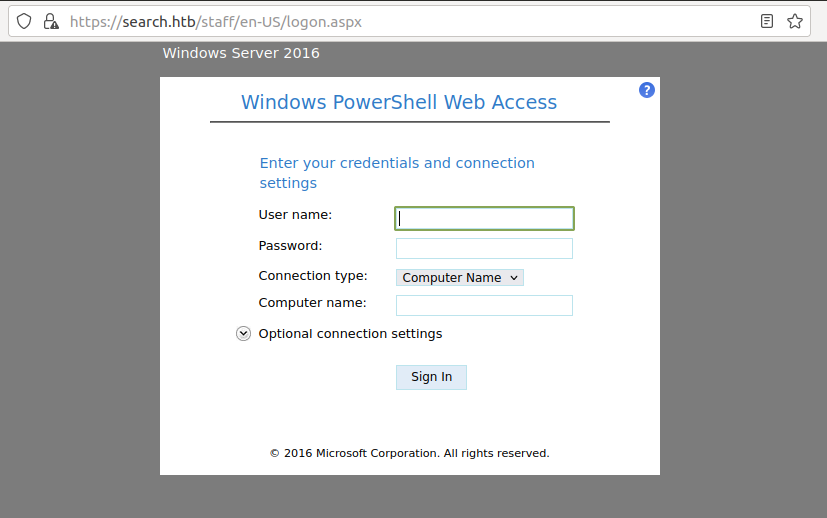 https://search.htb/staff/en-US/logon.aspx
Windows Server 2016
?
Windows PowerShell Web Access
Enter your credentials and connection
settings
User name:
Password:
Connection type: Computer Name
Computer name:
Optional connection settings
Sign In
© 2016 Microsoft Corporation. All rights reserved.